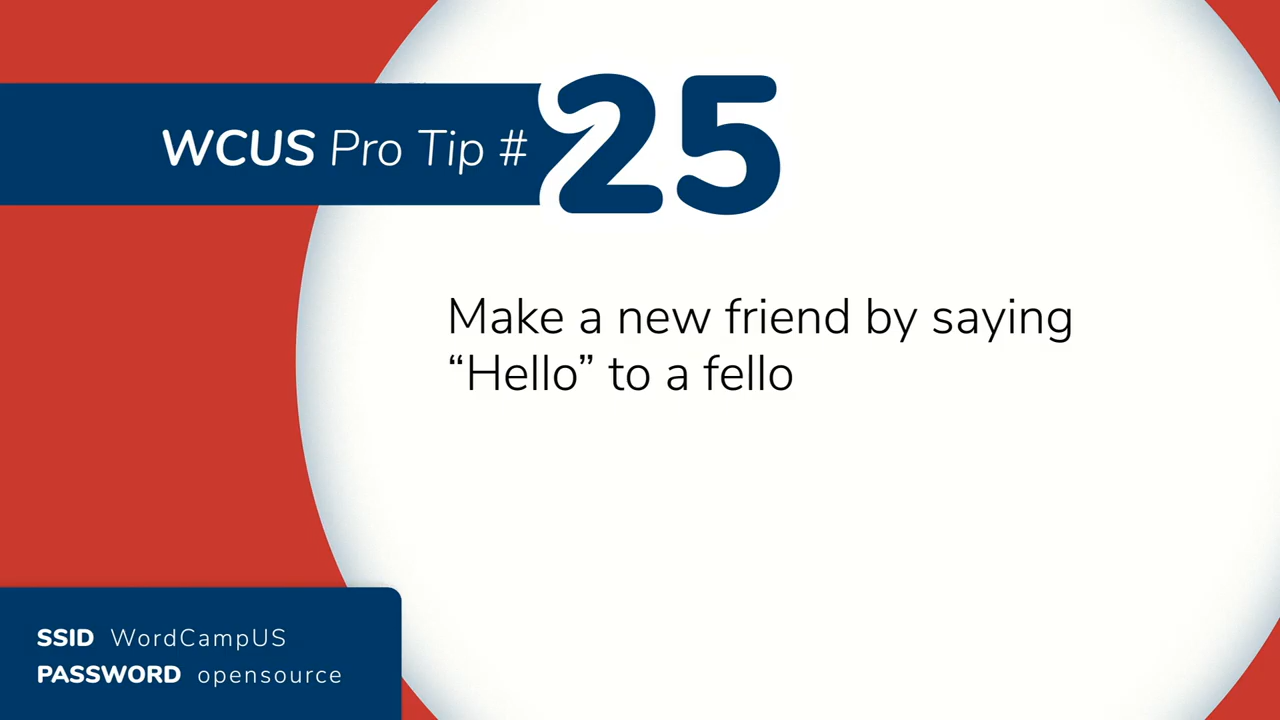 WCUS Pro Tip # 25
Make a new friend by saying
“Hello” to a fello
SSID WordCampUS
PASSWORD opensource